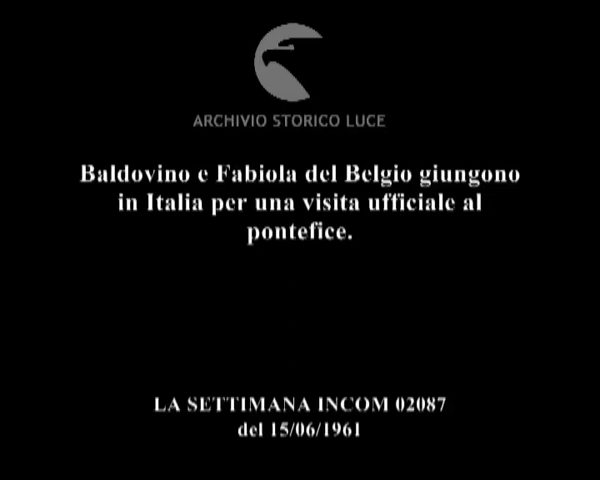 ARCHIVIO STORICO LUCE
Baldovino e Fabiola del Belgio giungono
in Italia per una visita ufficiale al
pontefice.
LA SETTIMANA INCOM 02087
del 15/06/1961